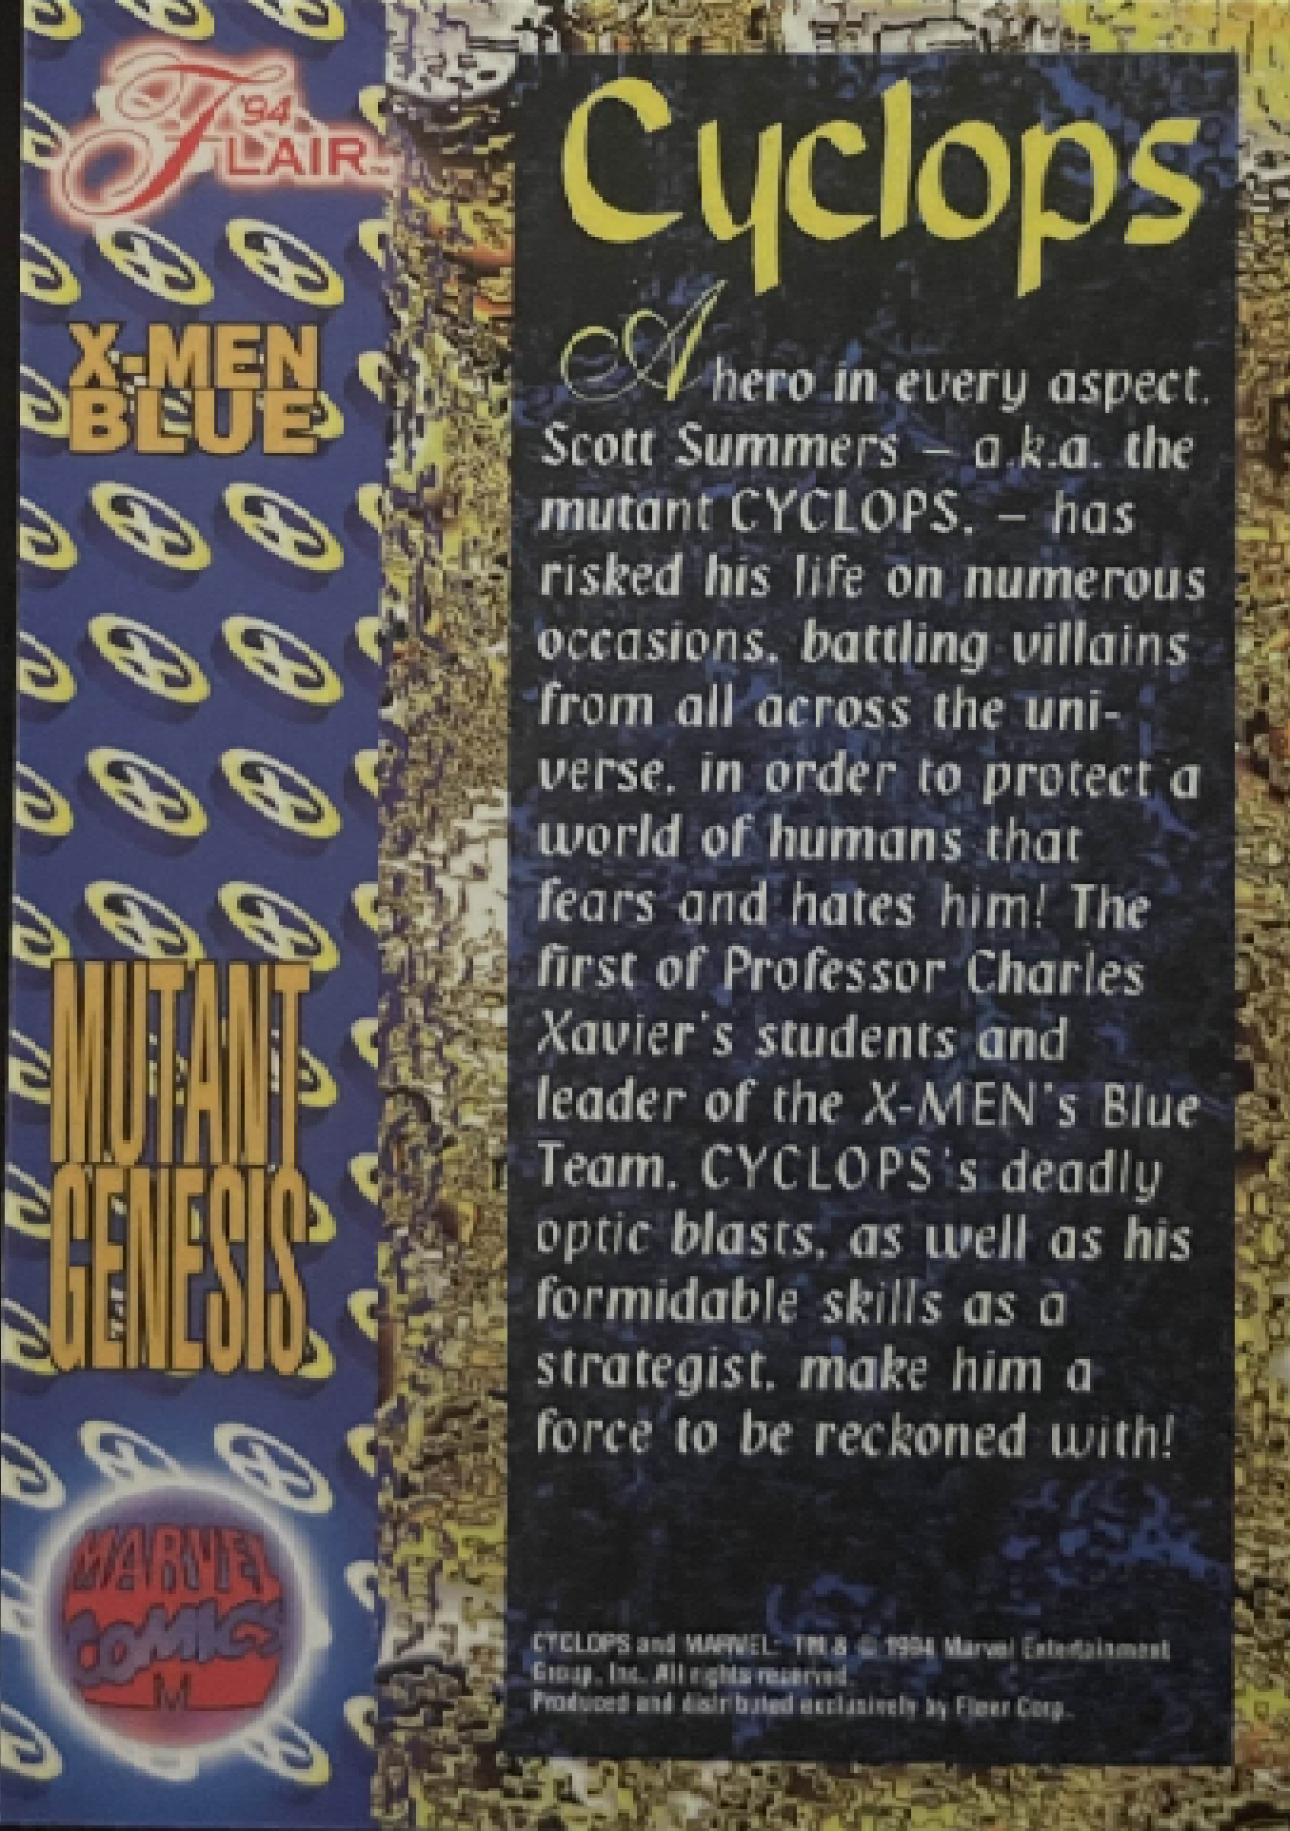 '94
FLAIR™
X-MEN
BLUE
MUTANT
GENESIS
MARVEL
COMICS
M
Cyclops
A hero in every aspect,
Scott Summers – a.k.a. the
mutant CYCLOPS, – has
risked his life on numerous
occasions, battling villains
from all across the uni-
verse, in order to protect a
world of humans that
fears and hates him! The
first of Professor Charles
Xavier's students and
leader of the X-MEN's Blue
Team, CYCLOPS's deadly
optic blasts, as well as his
formidable skills as a
strategist, make him a
force to be reckoned with!
CYCLOPS and MARVEL: TM & © 1994 Marvel Entertainment
Group, Inc. All rights reserved.
Produced and distributed exclusively by Fleer Corp.